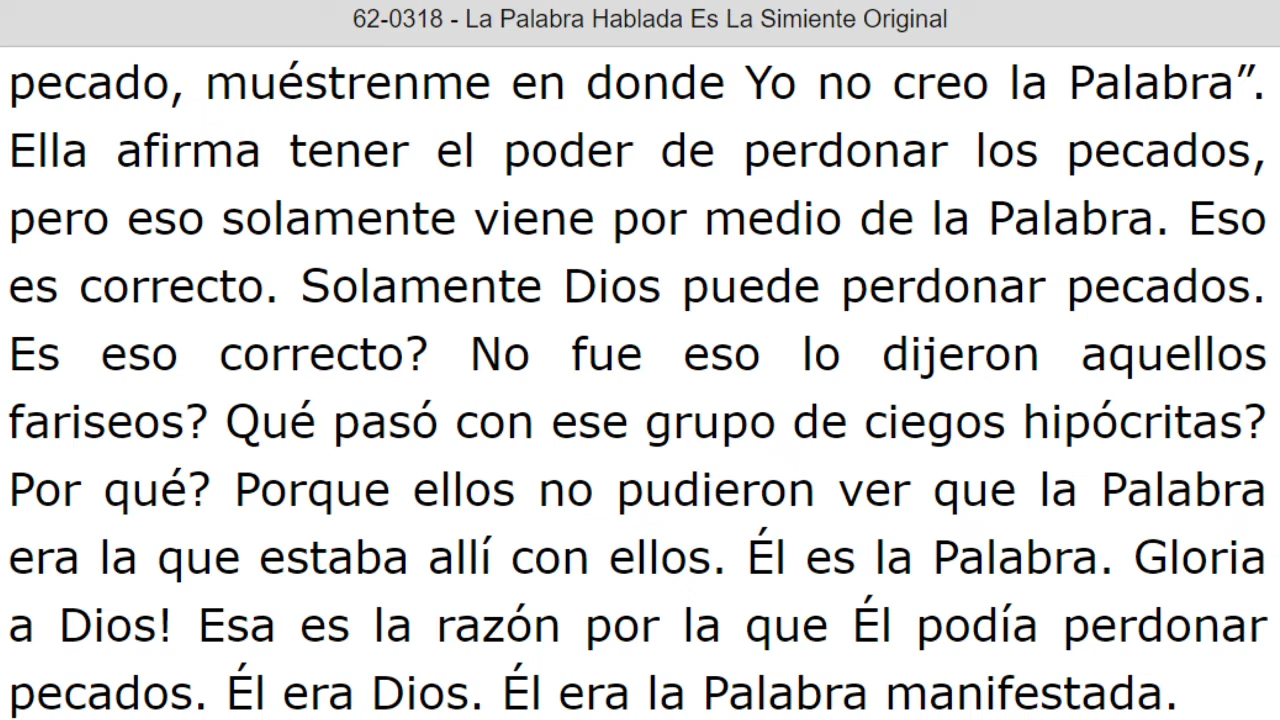 62-0318 - La Palabra Hablada Es La Simiente Original
pecado, muéstrenme en donde Yo no creo la Palabra”.
Ella afirma tener el poder de perdonar los pecados,
pero eso solamente viene por medio de la Palabra. Eso
es correcto. Solamente Dios puede perdonar pecados.
Es eso correcto? No fue eso lo dijeron aquellos
fariseos? Qué pasó con ese grupo de ciegos hipócritas?
Por qué? Porque ellos no pudieron ver que la Palabra
era la que estaba allí con ellos. Él es la Palabra. Gloria
a Dios! Esa es la razón por la que Él podía perdonar
pecados. Él era Dios. Él era la Palabra manifestada.